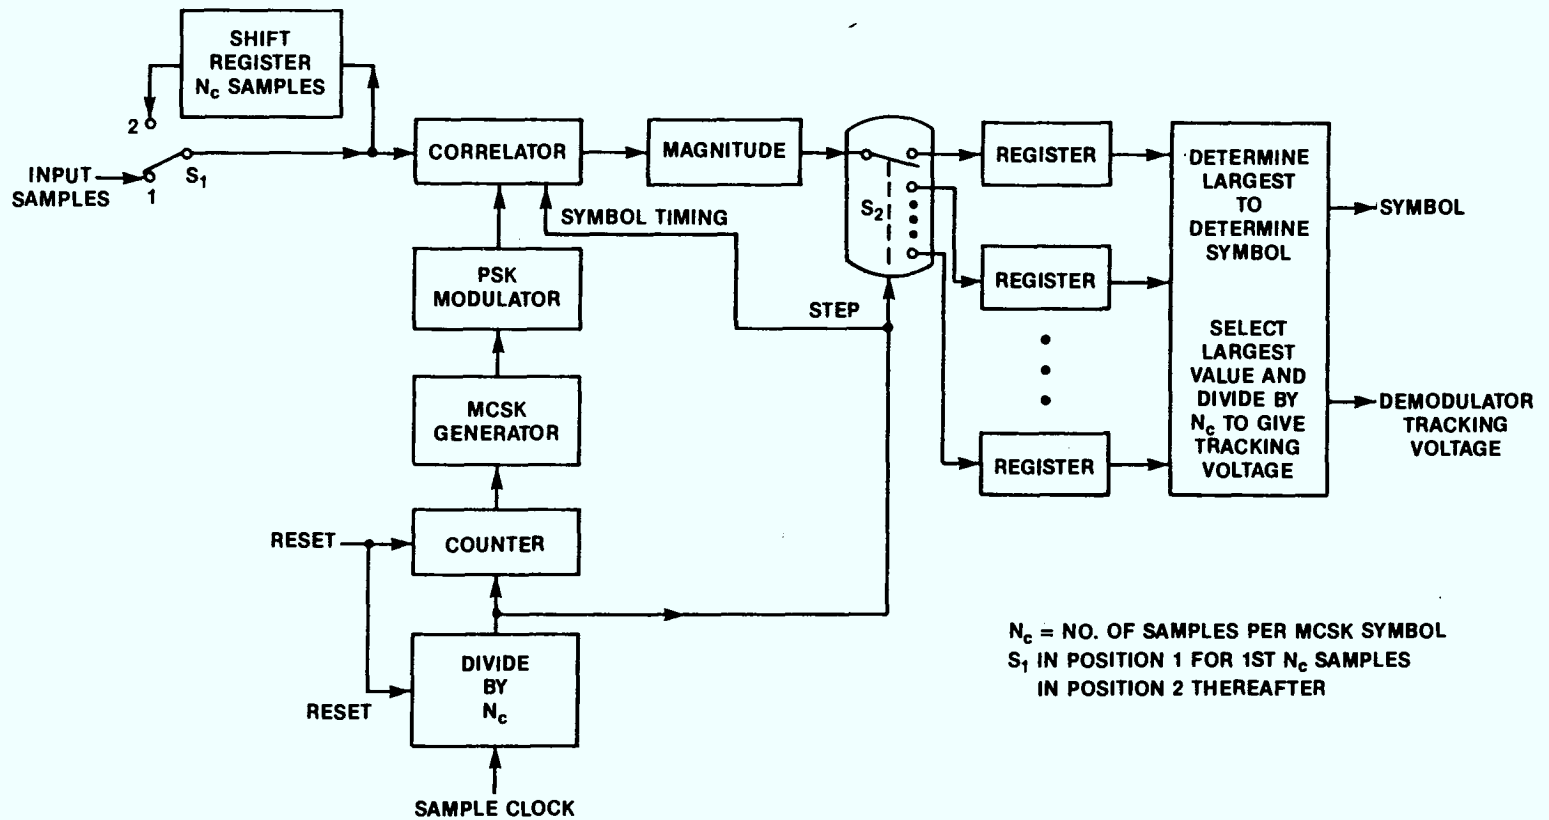 SHIFT
REGISTER
Nc SAMPLES
2
INPUT
SAMPLES
1
S1
CORRELATOR
MAGNITUDE
S2
SYMBOL TIMING
STEP
PSK
MODULATOR
MCSK
GENERATOR
RESET
COUNTER
RESET
DIVIDE
BY
Nc
SAMPLE CLOCK
REGISTER
REGISTER
REGISTER
DETERMINE
LARGEST
TO
DETERMINE
SYMBOL
SELECT
LARGEST
VALUE AND
DIVIDE BY
Nc TO GIVE
TRACKING
VOLTAGE
SYMBOL
DEMODULATOR
TRACKING
VOLTAGE
Nc = NO. OF SAMPLES PER MCSK SYMBOL
S1 IN POSITION 1 FOR 1ST Nc SAMPLES
IN POSITION 2 THEREAFTER